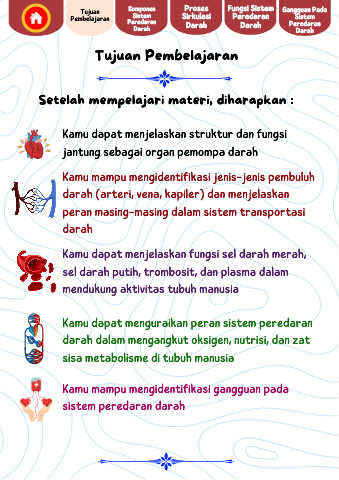 Tujuan
Pembelajaran
Komponen
Sistem
Peredaran
Darah
Proses
Sirkulasi
Darah
Fungsi Sistem
Peredaran
Darah
Gangguan Pada
Sistem
Peredaran
Darah
Tujuan Pembelajaran
Setelah mempelajari materi, diharapkan :
Kamu dapat menjelaskan struktur dan fungsi
jantung sebagai organ pemompa darah
Kamu mampu mengidentifikasi jenis-jenis pembuluh
darah (arteri, vena, kapiler) dan menjelaskan
peran masing-masing dalam sistem transportasi
darah
Kamu dapat menjelaskan fungsi sel darah merah,
sel darah putih, trombosit, dan plasma dalam
mendukung aktivitas tubuh manusia
Kamu dapat menguraikan peran sistem peredaran
darah dalam mengangkut oksigen, nutrisi, dan zat
sisa metabolisme di tubuh manusia
Kamu mampu mengidentifikasi gangguan pada
sistem peredaran darah